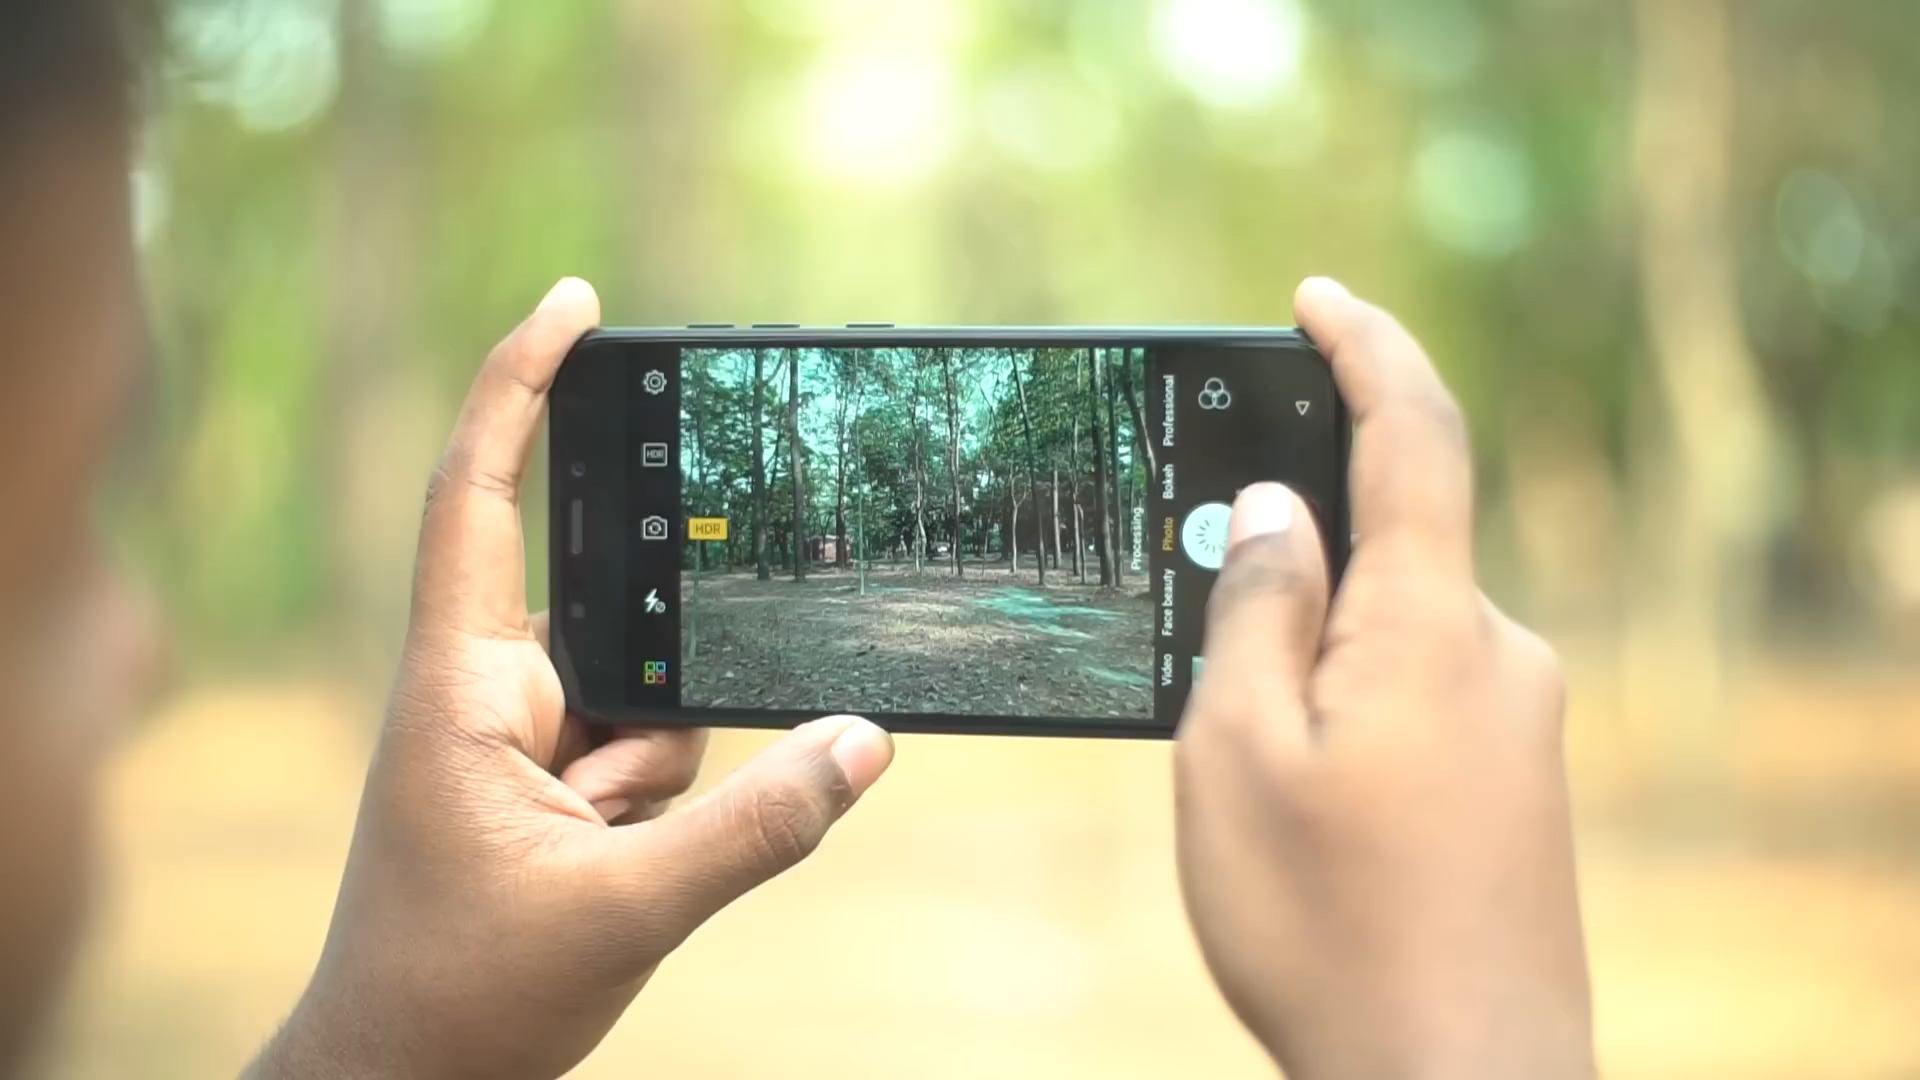 HDR
HDR
Processing
Professional
Bokeh
Photo
Face beauty
Video